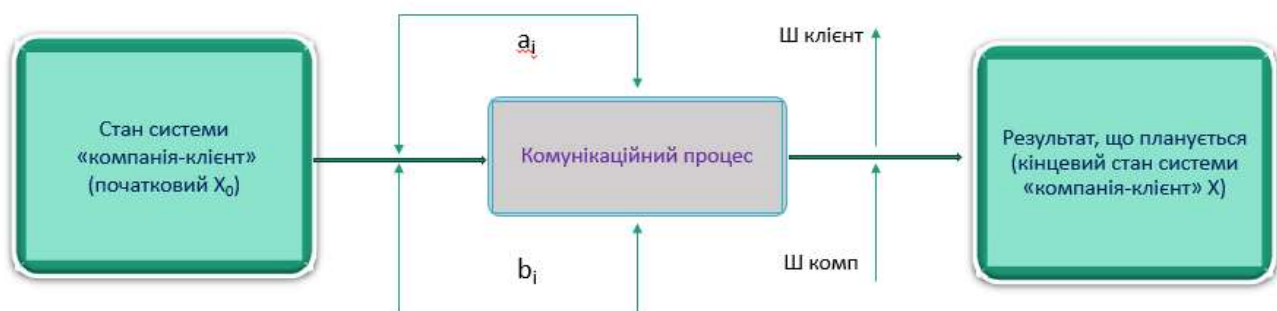 Стан системи
«компанія-клієнт»
(початковий X₀)
aᵢ
bᵢ
Комунікаційний процес
Ш клієнт
Ш комп
Результат, що планується
(кінцевий стан системи
«компанія-клієнт» X)